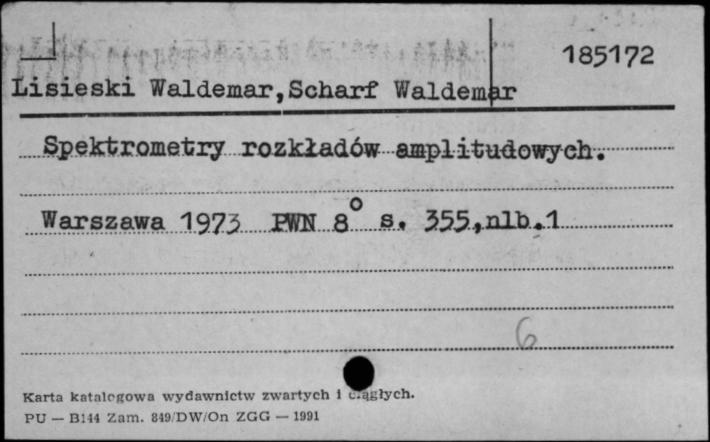 185172
Lisieski Waldemar,Scharf Waldemar
Spektrometry rozkładów amplitudowych.
Warszawa 1973 PWN 8° s. 355,nlb.1
6
Karta katalogowa wydawnictw zwartych i ciągłych.
PU — B144 Zam. 849/DW/On ZGG — 1991